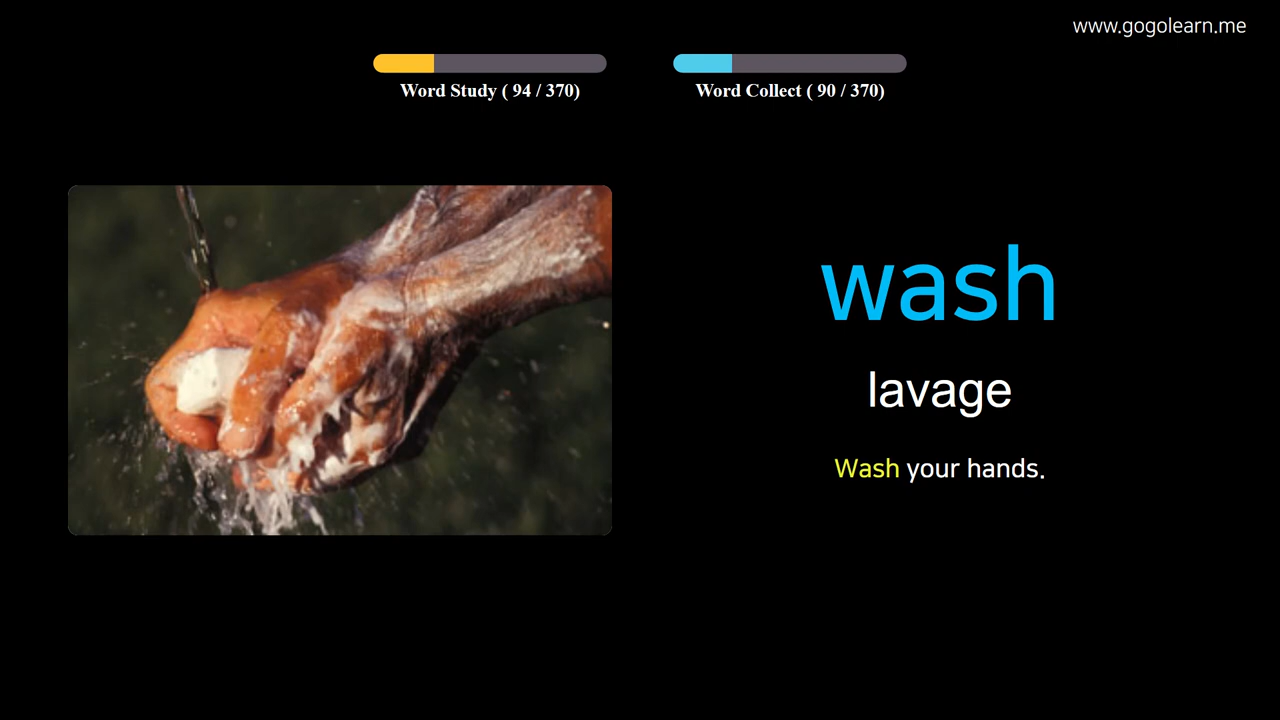 www.gogolearn.me
Word Study ( 94 / 370)
Word Collect ( 90 / 370)
wash
lavage
Wash your hands.